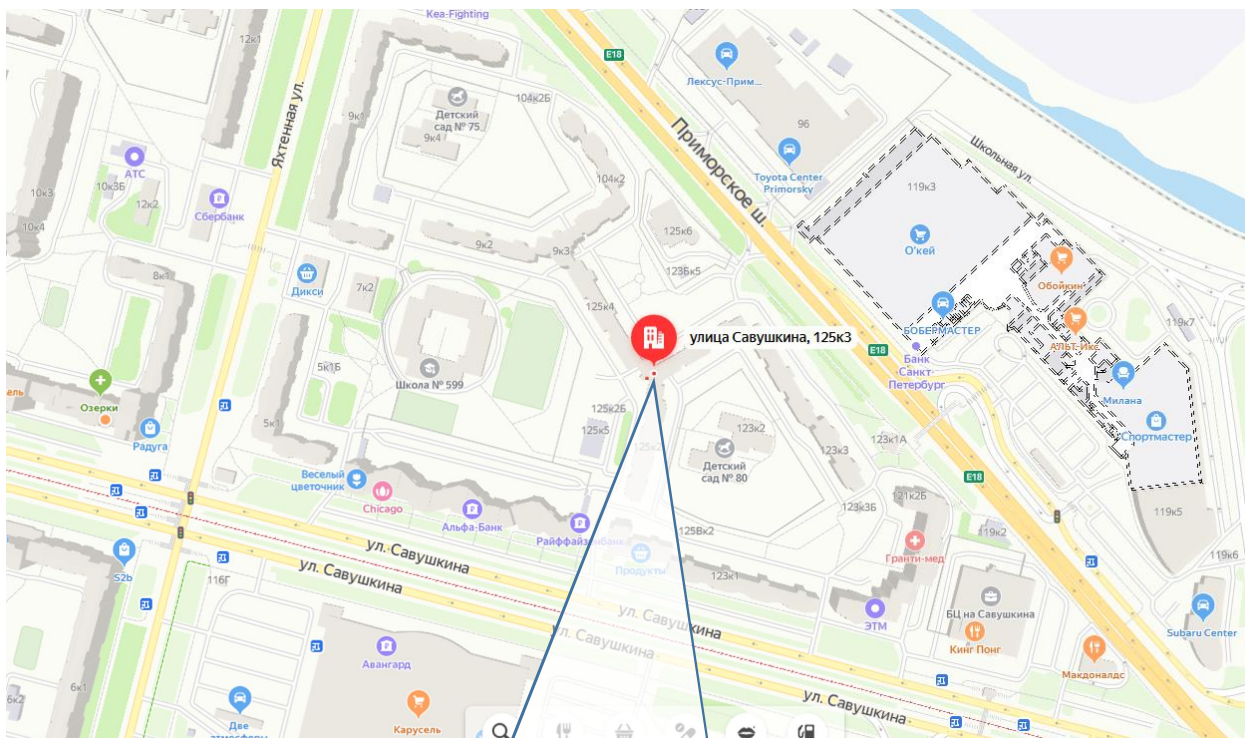 Kea-Fighting
12к1
E18
Лексус-Прим...
Яхтенная ул.
Детский
сад № 75
104к2Б
9к1
9к4
96
Приморское ш.
Школьная ул.
АТС
10к3
10к3Б
12к2
Сбербанк
10к4
104к2
Toyota Center
Primorsky
119к3
О'кей
9к2
9к3
125к6
123Бк5
Обойкин
8к1
Дикси
7к2
125к4
улица Савушкина, 125к3
БОБЕРМАСТЕР
АЛЬТ-Икс
119к7
E18
Банк
Санкт-
Петербург
5к1Б
Школа № 599
Милана
Озерки
Радуга
5к1
125к2Б
125к5
123к2
Детский
сад № 80
123к3
123к1А
Спортмастер
Веселый
цветочник
Chicago
E18
Альфа-Банк
Райффайзенбанк
121к2Б
123к3Б
119к5
125Вк2
119к2
Гранти-мед
119к6
ул. Савушкина
ул. Савушкина
Продукты
123к1
S2b
116Г
ул. Савушкина
ул. Савушкина
ЭТМ
БЦ на Савушкина
Кинг Понг
Subaru Center
Авангард
Макдоналдс
6к1
6к2
ул. Савушкина
Две
атмосферы
Карусель